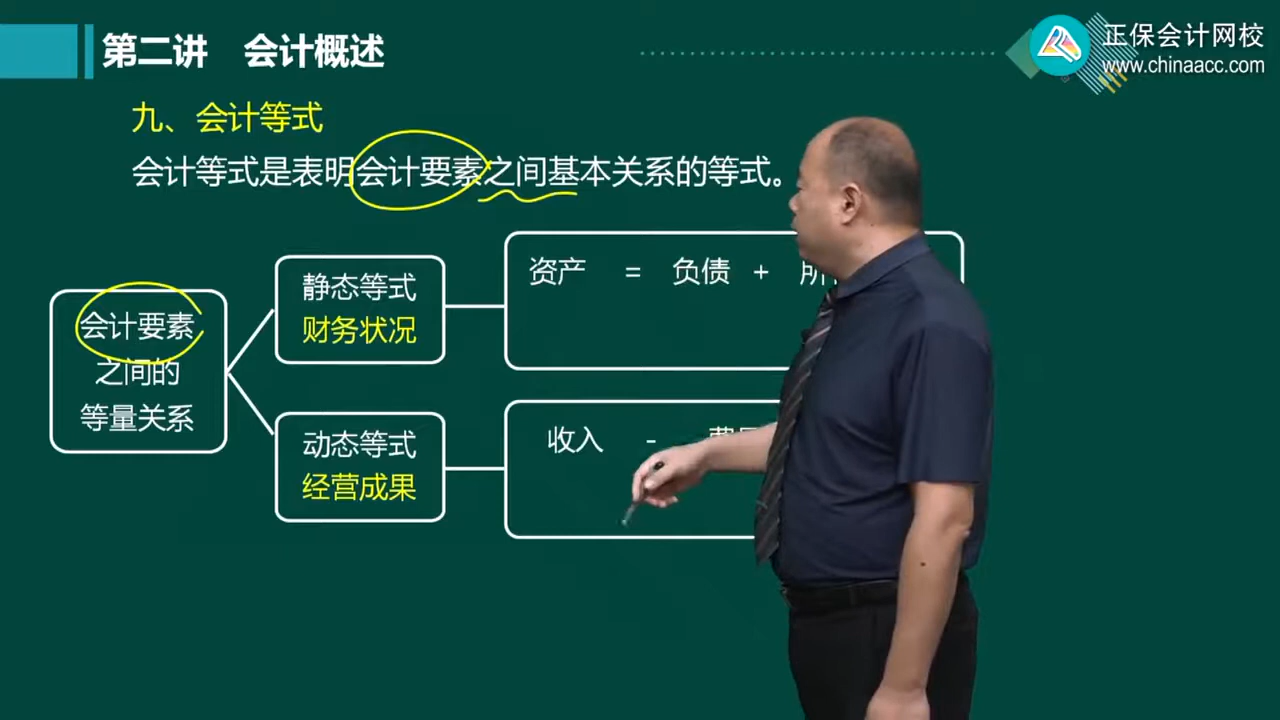 第二讲 会计概述
正保会计网校
www.chinaacc.com
九、会计等式
会计等式是表明会计要素之间基本关系的等式。
会计要素
之间的
等量关系
静态等式
财务状况
资产 = 负债 + 所
动态等式
经营成果
收入 -